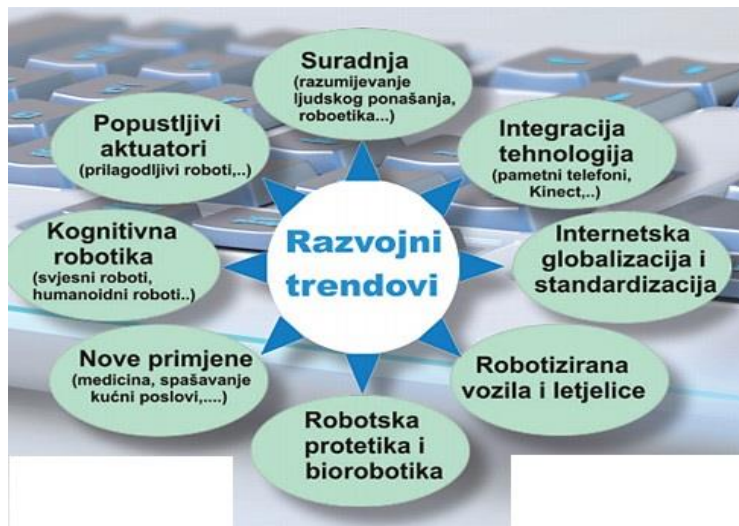 Suradnja
(razumijevanje
ljudskog ponašanja,
roboetika...)
Popustljivi
aktuatori
(prilagodljivi roboti,..)
Integracija
tehnologija
(pametni telefoni,
Kinect,..)
Kognitivna
robotika
(svjesni roboti,
humanoidni roboti..)
Razvojni
trendovi
Internetska
globalizacija i
standardizacija
Nove primjene
(medicina, spašavanje
kućni poslovi,....)
Robotizirana
vozila i letjelice
Robotska
protetika i
biorobotika